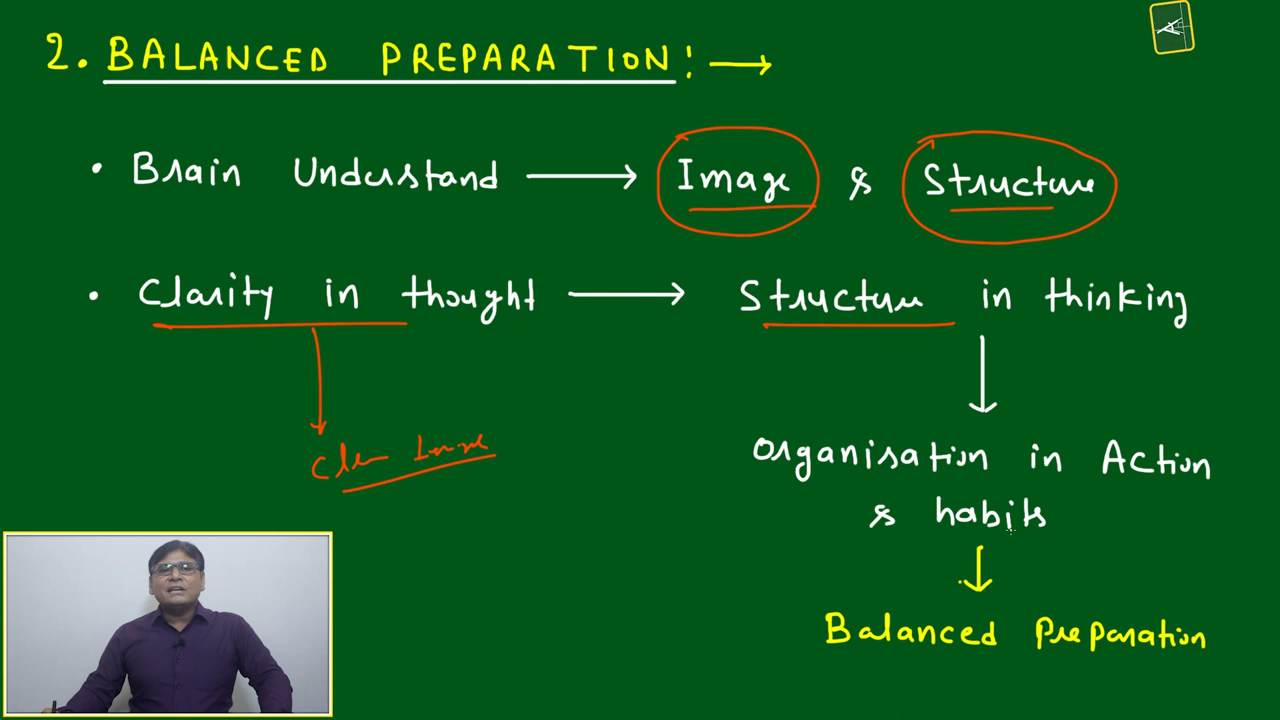 2. BALANCED PREPARATION! →
• Brain Understand → Image & Structure
• Clarity in thought → Structure in thinking
Organisation in Action
& habits
Balanced Preparation